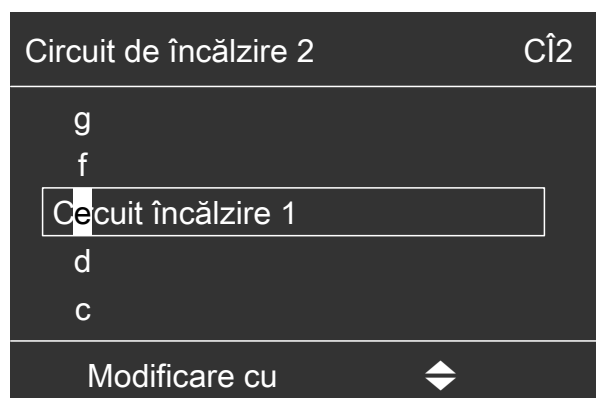 Circuit de încălzire 2 CÎ2
g
f
Cecuit încălzire 1
d
c
Modificare cu